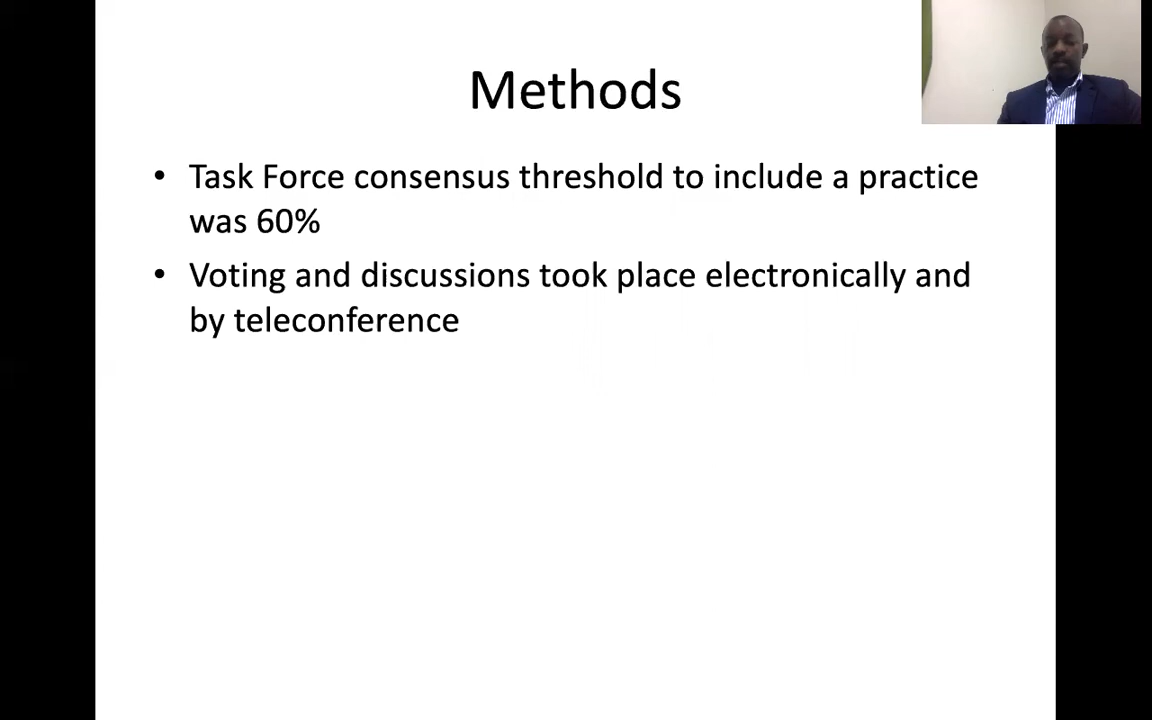 Methods
• Task Force consensus threshold to include a practice
was 60%
• Voting and discussions took place electronically and
by teleconference